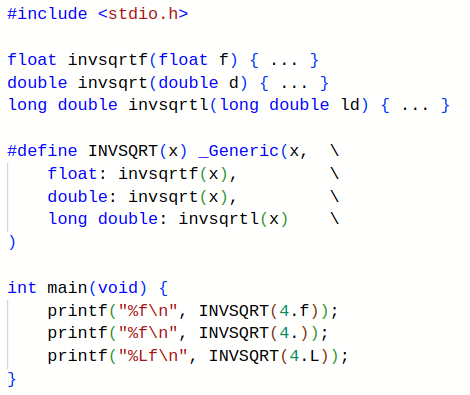 #include <stdio.h>

float invsqrtf(float f) { ... }
double invsqrt(double d) { ... }
long double invsqrtl(long double ld) { ... }

#define INVSQRT(x) _Generic(x,  \
    float: invsqrtf(x),         \
    double: invsqrt(x),         \
    long double: invsqrtl(x)    \
)

int main(void) {
    printf("%f\n", INVSQRT(4.f));
    printf("%f\n", INVSQRT(4.));
    printf("%Lf\n", INVSQRT(4.L));
}